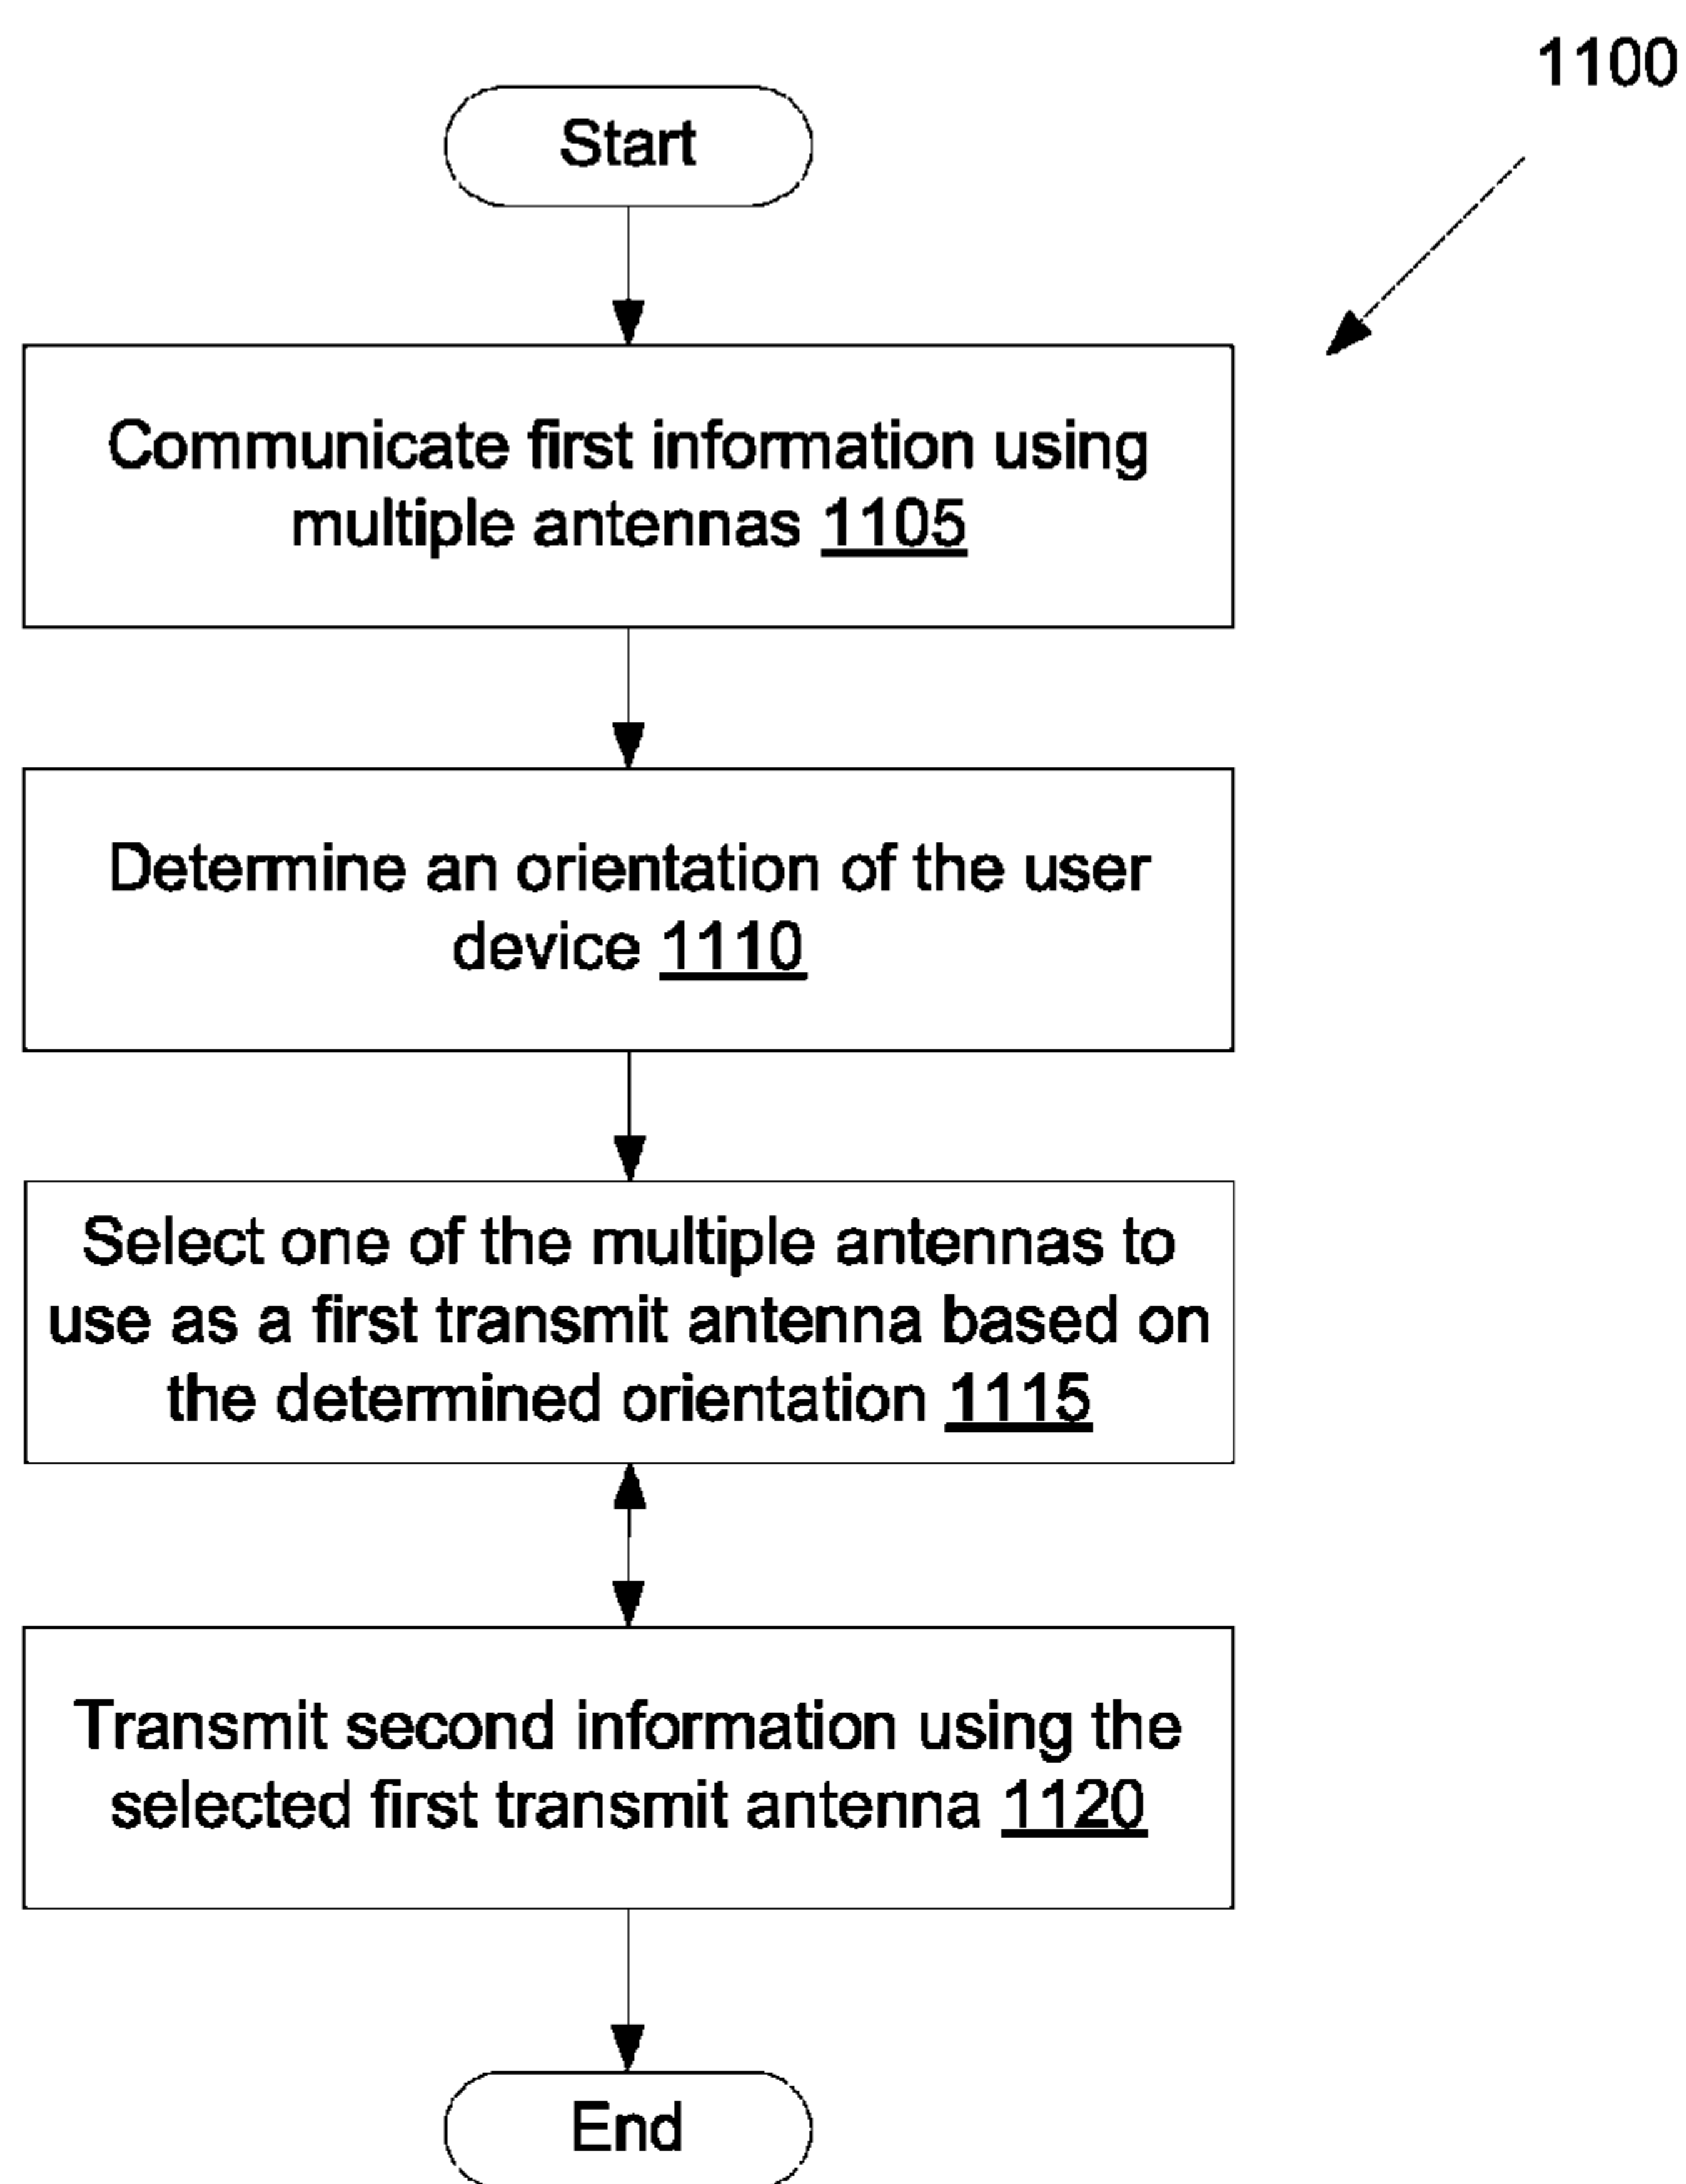 1100
Start
Communicate first information using
multiple antennas 1105
Determine an orientation of the user
device 1110
Select one of the multiple antennas to
use as a first transmit antenna based on
the determined orientation 1115
Transmit second information using the
selected first transmit antenna 1120
End